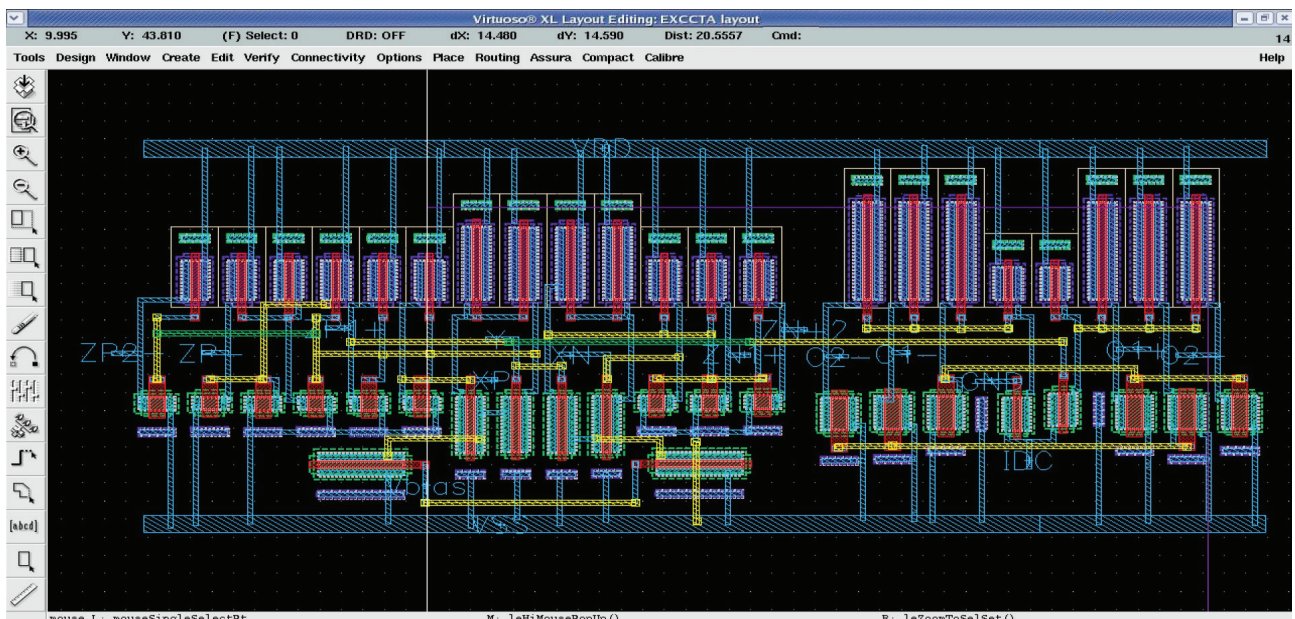 Virtuoso® XL Layout Editing: EXCCTA layout
X: 9.995 Y: 43.810 (F) Select: 0 DRD: OFF dX: 14.480 dY: 14.590 Dist: 20.5557 Cmd:
14
Tools Design Window Create Edit Verify Connectivity Options Place Routing Assura Compact Calibre Help
VDD
ZP2- ZP- X ZN+2 O2- O1- O1+ O2-
XN ZN+
XP GND
IDC
[abcd]
Vbias
VSS
mouse L: mouseSingleSelectPt M: leHiMousePopUp() R: leZoomToSelSet()